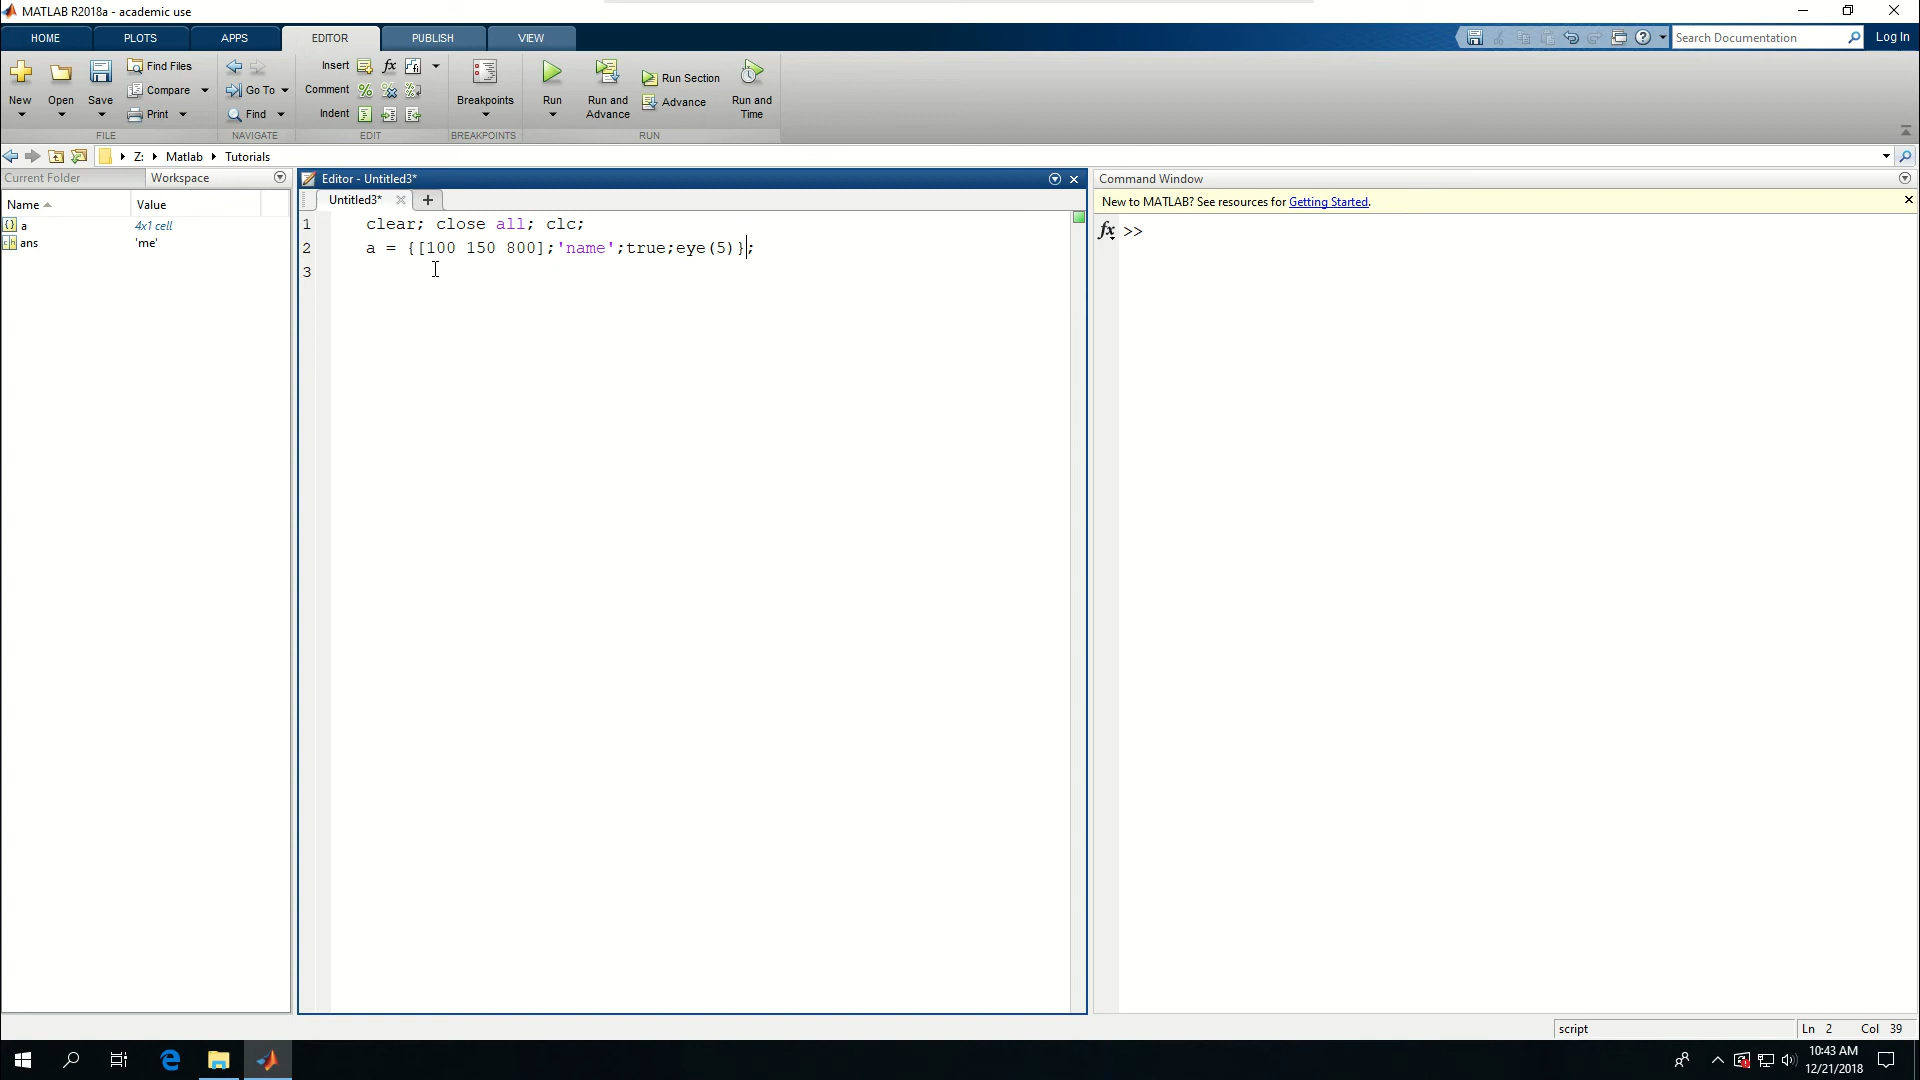 MATLAB R2018a - academic use
HOME PLOTS APPS EDITOR PUBLISH VIEW
Search Documentation Log In
New Open Save
Find Files
Compare
Print
FILE
Go To
Find
NAVIGATE
Insert fx
Comment
Indent
EDIT
Breakpoints
BREAKPOINTS
Run
Run and Advance
Run Section
Advance
Run and Time
RUN
Z: Matlab Tutorials
Current Folder Workspace
Name Value
a 4x1 cell
ans 'me'
Editor - Untitled3*
Untitled3*
1 clear; close all; clc;
2 a = {[100 150 800];'name';true;eye(5)};
3
Command Window
New to MATLAB? See resources for Getting Started.
fx >>
script Ln 2 Col 39
10:43 AM
12/21/2018